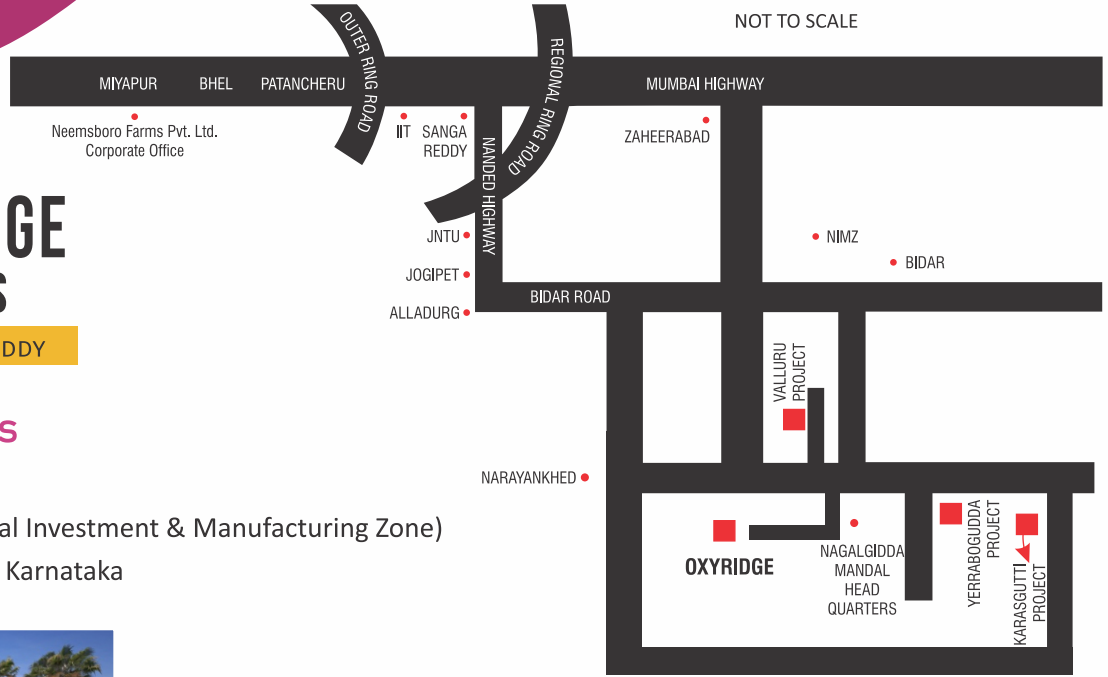 NOT TO SCALE
OUTER RING ROAD
REGIONAL RING ROAD
MIYAPUR
BHEL
PATANCHERU
MUMBAI HIGHWAY
Neemsboro Farms Pvt. Ltd.
Corporate Office
IIT
SANGA
REDDY
ZAHEERABAD
NANDED HIGHWAY
GE
S
DDY
s
JNTU
JOGIPET
ALLADURG
NIMZ
BIDAR
BIDAR ROAD
VALLURU
PROJECT
NARAYANKHED
al Investment & Manufacturing Zone)
Karnataka
OXYRIDGE
NAGALGIDDA
MANDAL
HEAD
QUARTERS
YERRABOGUDDA
PROJECT
KARASGUTTI
PROJECT